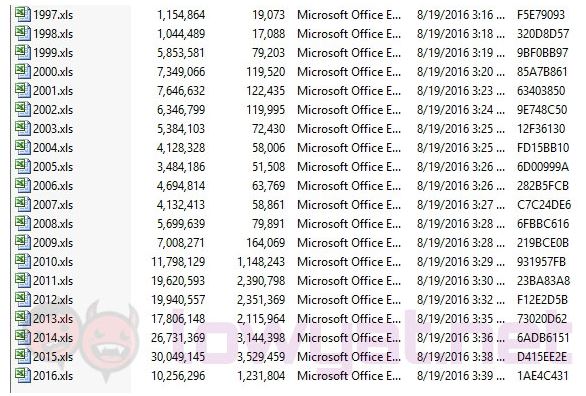 1997.xls 1,154,864 19,073 Microsoft Office E... 8/19/2016 3:16 ... F5E79093
1998.xls 1,044,489 17,088 Microsoft Office E... 8/19/2016 3:18 ... 320D8D57
1999.xls 5,853,581 79,203 Microsoft Office E... 8/19/2016 3:19 ... 9BF0BB97
2000.xls 7,349,066 119,520 Microsoft Office E... 8/19/2016 3:20 ... 85A7B861
2001.xls 7,646,632 122,435 Microsoft Office E... 8/19/2016 3:23 ... 63403850
2002.xls 6,346,799 119,995 Microsoft Office E... 8/19/2016 3:24 ... 9E748C50
2003.xls 5,384,103 72,430 Microsoft Office E... 8/19/2016 3:25 ... 12F36130
2004.xls 4,128,328 58,006 Microsoft Office E... 8/19/2016 3:25 ... FD15BB10
2005.xls 3,484,186 51,508 Microsoft Office E... 8/19/2016 3:26 ... 6D00999A
2006.xls 4,694,814 63,769 Microsoft Office E... 8/19/2016 3:26 ... 282B5FCB
2007.xls 4,132,413 58,861 Microsoft Office E... 8/19/2016 3:27 ... C7C24DE6
2008.xls 5,699,639 79,891 Microsoft Office E... 8/19/2016 3:28 ... 6FBBC616
2009.xls 7,008,271 164,069 Microsoft Office E... 8/19/2016 3:28 ... 219BCE0B
2010.xls 11,798,129 1,148,243 Microsoft Office E... 8/19/2016 3:29 ... 931957FB
2011.xls 19,620,593 2,390,798 Microsoft Office E... 8/19/2016 3:30 ... 23BA83A8
2012.xls 19,940,557 2,351,369 Microsoft Office E... 8/19/2016 3:32 ... F12E2D5B
2013.xls 17,806,148 2,115,964 Microsoft Office E... 8/19/2016 3:35 ... 73020D62
2014.xls 26,731,369 3,144,398 Microsoft Office E... 8/19/2016 3:36 ... 6ADB6151
2015.xls 30,049,145 3,529,459 Microsoft Office E... 8/19/2016 3:38 ... D415EE2E
2016.xls 10,256,296 1,231,804 Microsoft Office E... 8/19/2016 3:39 ... 1AE4C431
lowyat.net